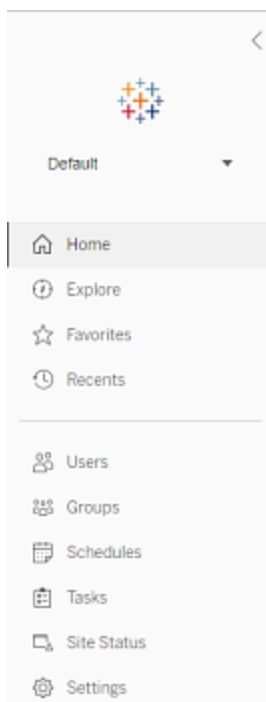 Default
Home
Explore
Favorites
Recents
Users
Groups
Schedules
Tasks
Site Status
Settings